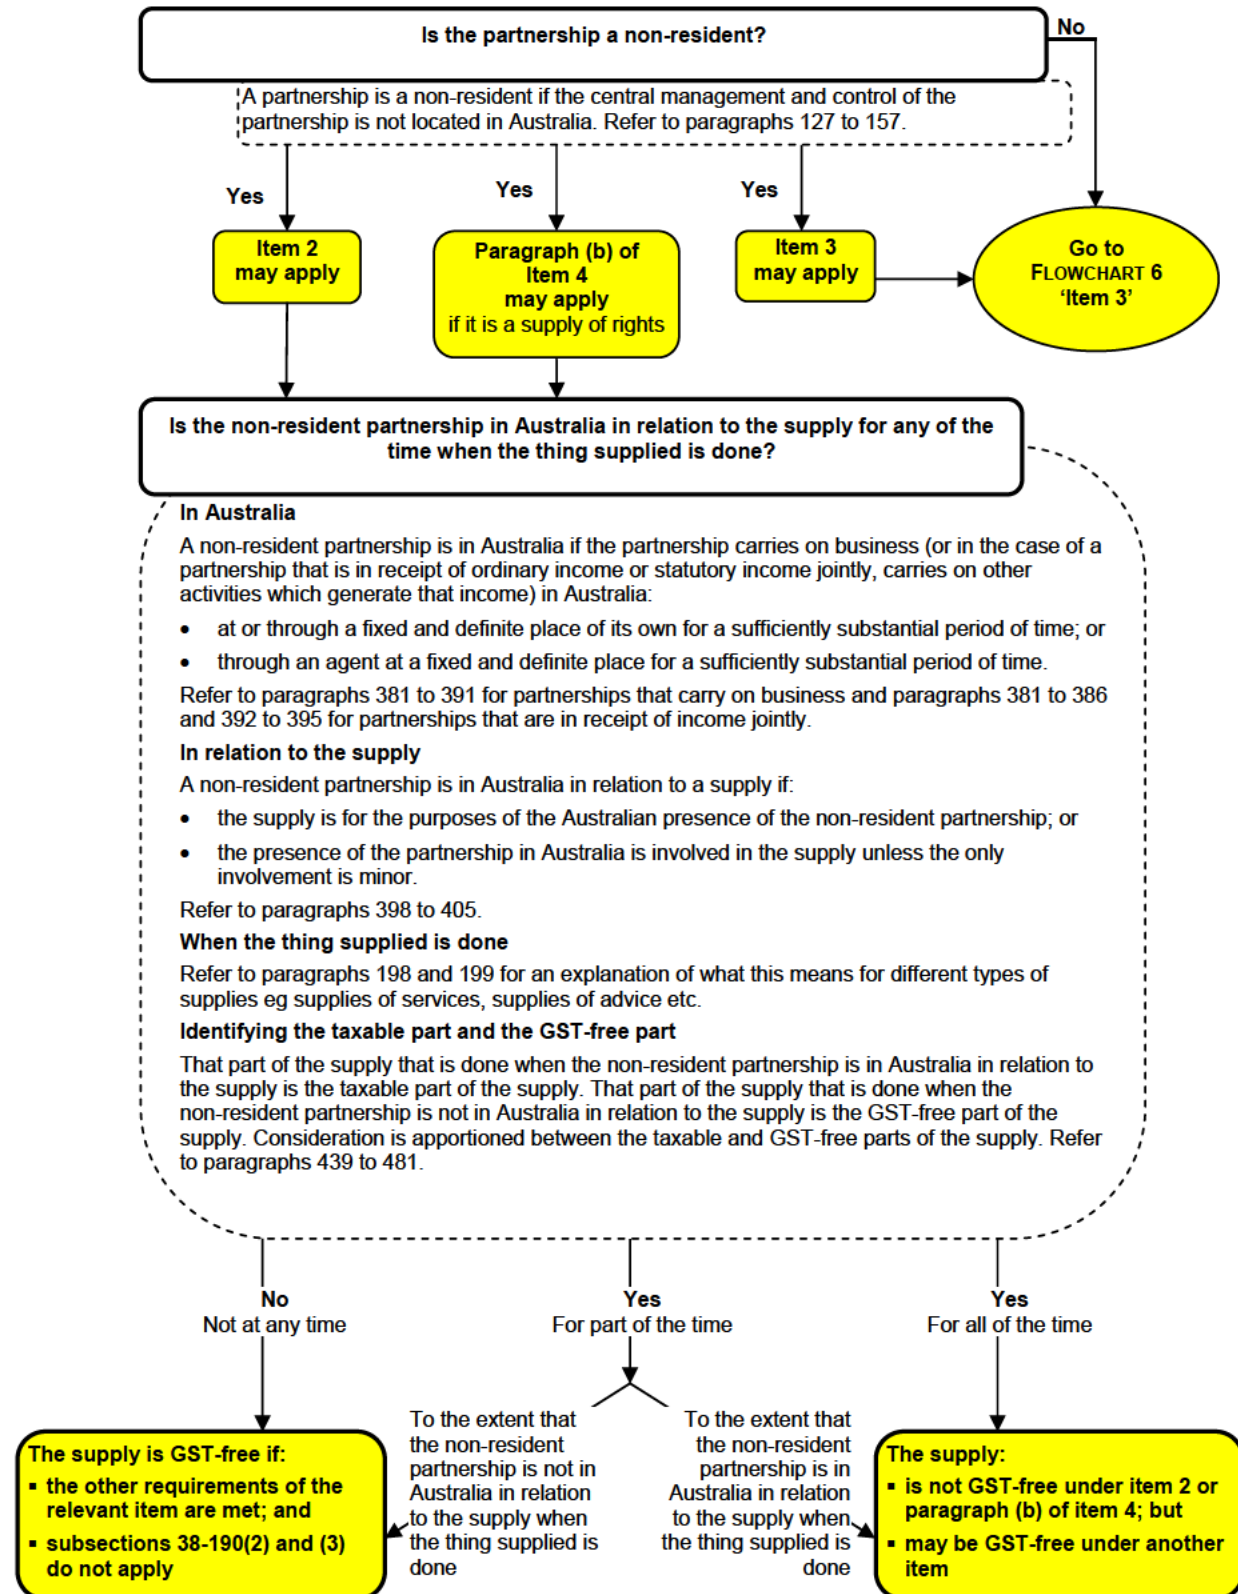 Is the partnership a non-resident?
No
A partnership is a non-resident if the central management and control of the
partnership is not located in Australia. Refer to paragraphs 127 to 157.
Yes
Yes
Yes
Item 2
may apply
Paragraph (b) of
Item 4
may apply
if it is a supply of rights
Item 3
may apply
Go to
FLOWCHART 6
‘Item 3’
Is the non-resident partnership in Australia in relation to the supply for any of the
time when the thing supplied is done?
In Australia
A non-resident partnership is in Australia if the partnership carries on business (or in the case of a
partnership that is in receipt of ordinary income or statutory income jointly, carries on other
activities which generate that income) in Australia:
• at or through a fixed and definite place of its own for a sufficiently substantial period of time; or
• through an agent at a fixed and definite place for a sufficiently substantial period of time.
Refer to paragraphs 381 to 391 for partnerships that carry on business and paragraphs 381 to 386
and 392 to 395 for partnerships that are in receipt of income jointly.
In relation to the supply
A non-resident partnership is in Australia in relation to a supply if:
• the supply is for the purposes of the Australian presence of the non-resident partnership; or
• the presence of the partnership in Australia is involved in the supply unless the only
involvement is minor.
Refer to paragraphs 398 to 405.
When the thing supplied is done
Refer to paragraphs 198 and 199 for an explanation of what this means for different types of
supplies eg supplies of services, supplies of advice etc.
Identifying the taxable part and the GST-free part
That part of the supply that is done when the non-resident partnership is in Australia in relation to
the supply is the taxable part of the supply. That part of the supply that is done when the
non-resident partnership is not in Australia in relation to the supply is the GST-free part of the
supply. Consideration is apportioned between the taxable and GST-free parts of the supply. Refer
to paragraphs 439 to 481.
No
Not at any time
Yes
For part of the time
Yes
For all of the time
The supply is GST-free if:
▪ the other requirements of the
relevant item are met; and
▪ subsections 38-190(2) and (3)
do not apply
To the extent that
the non-resident
partnership is not in
Australia in relation
to the supply when
the thing supplied is
done
To the extent that
the non-resident
partnership is in
Australia in relation
to the supply when
the thing supplied is
done
The supply:
▪ is not GST-free under item 2 or
paragraph (b) of item 4; but
▪ may be GST-free under another
item